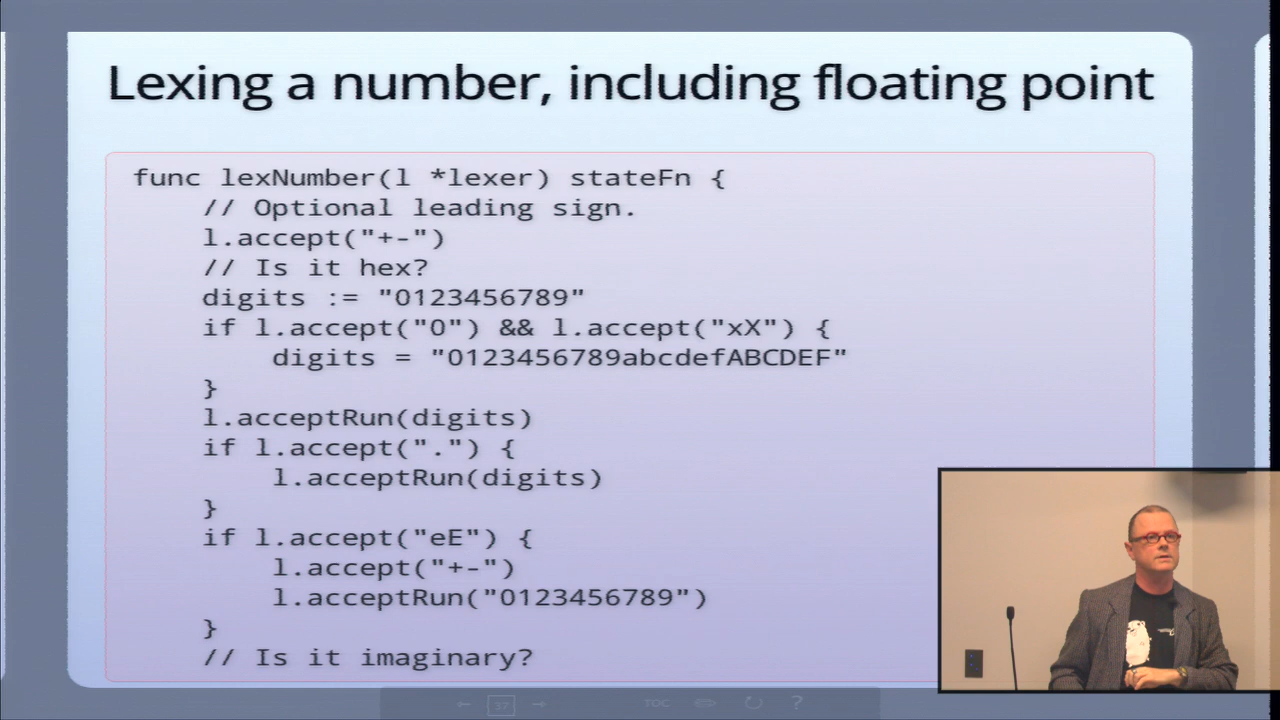 Lexing a number, including floating point
func lexNumber(l *lexer) stateFn {
    // Optional leading sign.
    l.accept("+-")
    // Is it hex?
    digits := "0123456789"
    if l.accept("0") && l.accept("xX") {
        digits = "0123456789abcdefABCDEF"
    }
    l.acceptRun(digits)
    if l.accept(".") {
        l.acceptRun(digits)
    }
    if l.accept("eE") {
        l.accept("+-")
        l.acceptRun("0123456789")
    }
    // Is it imaginary?
← 37 → TOC ?